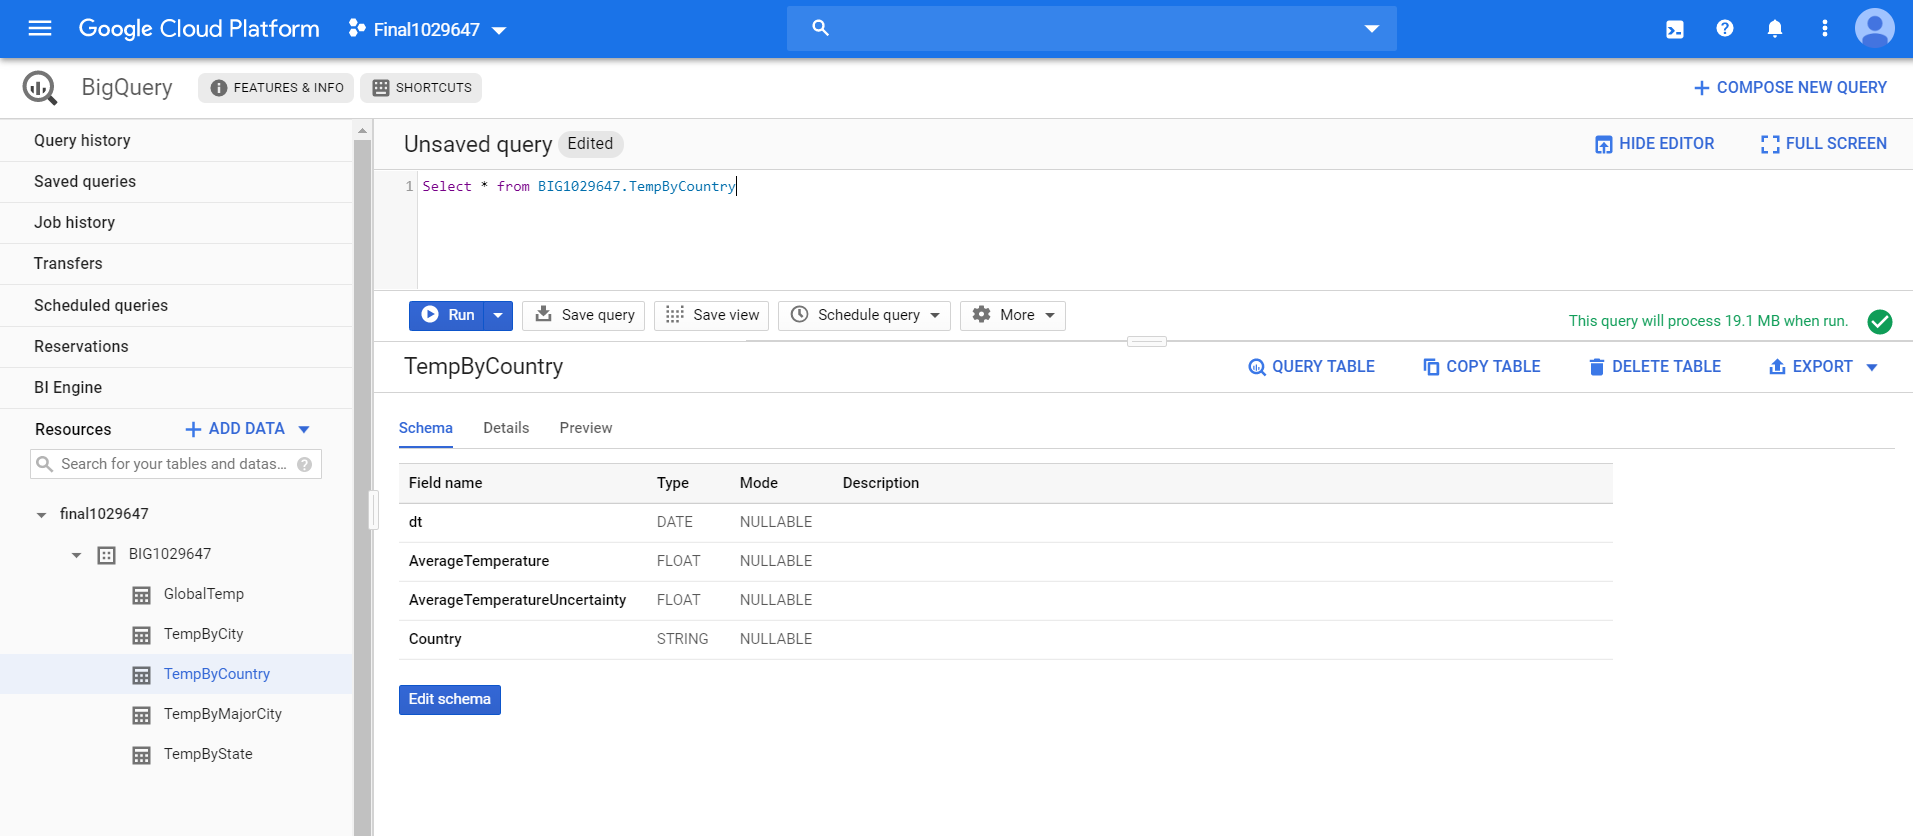 Google Cloud Platform Final1029647
BigQuery FEATURES & INFO SHORTCUTS COMPOSE NEW QUERY
Query history
Saved queries
Job history
Transfers
Scheduled queries
Reservations
BI Engine
Resources ADD DATA
Search for your tables and datas...
final1029647
BIG1029647
GlobalTemp
TempByCity
TempByCountry
TempByMajorCity
TempByState
Unsaved query Edited HIDE EDITOR FULL SCREEN
1 Select * from BIG1029647.TempByCountry
Run Save query Save view Schedule query More This query will process 19.1 MB when run.
TempByCountry QUERY TABLE COPY TABLE DELETE TABLE EXPORT
Schema Details Preview
Field name Type Mode Description
dt DATE NULLABLE
AverageTemperature FLOAT NULLABLE
AverageTemperatureUncertainty FLOAT NULLABLE
Country STRING NULLABLE
Edit schema